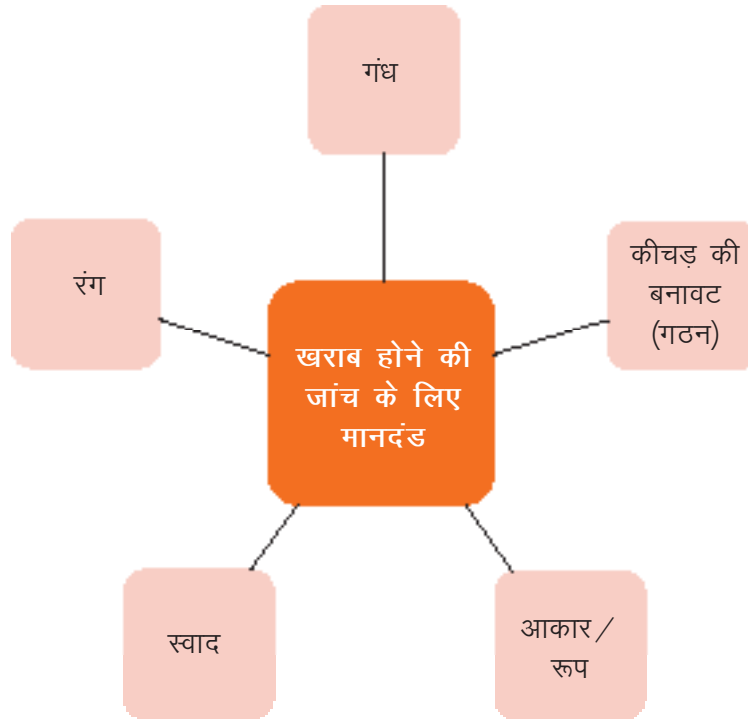 गंध
रंग
कीचड़ की
बनावट
(गठन)
खराब होने की
जांच के लिए
मानदंड
स्वाद
आकार /
रूप